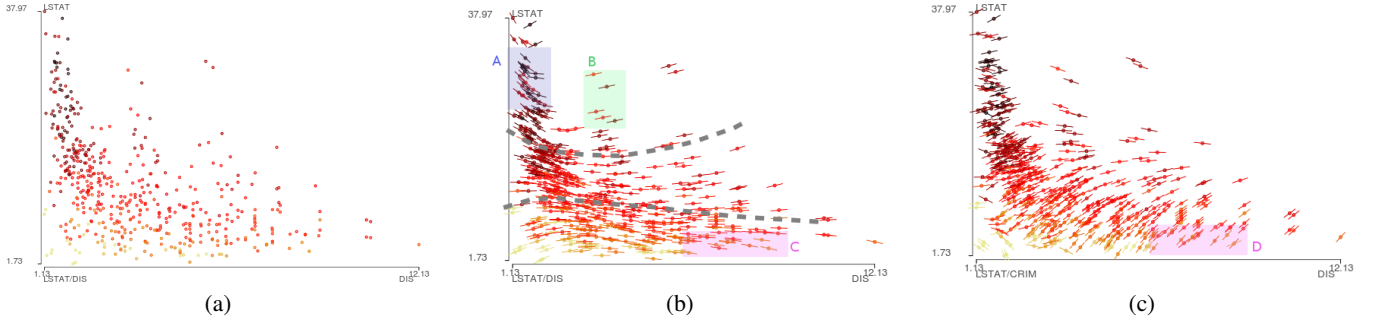 37.97
LSTAT
1.73
1.13
12.13
LSTAT/DIS
DIS
(a)
37.97
LSTAT
A
B
C
1.73
1.13
12.13
LSTAT/DIS
DIS
(b)
37.97
LSTAT
D
1.73
1.13
12.13
LSTAT/CRIM
DIS
(c)